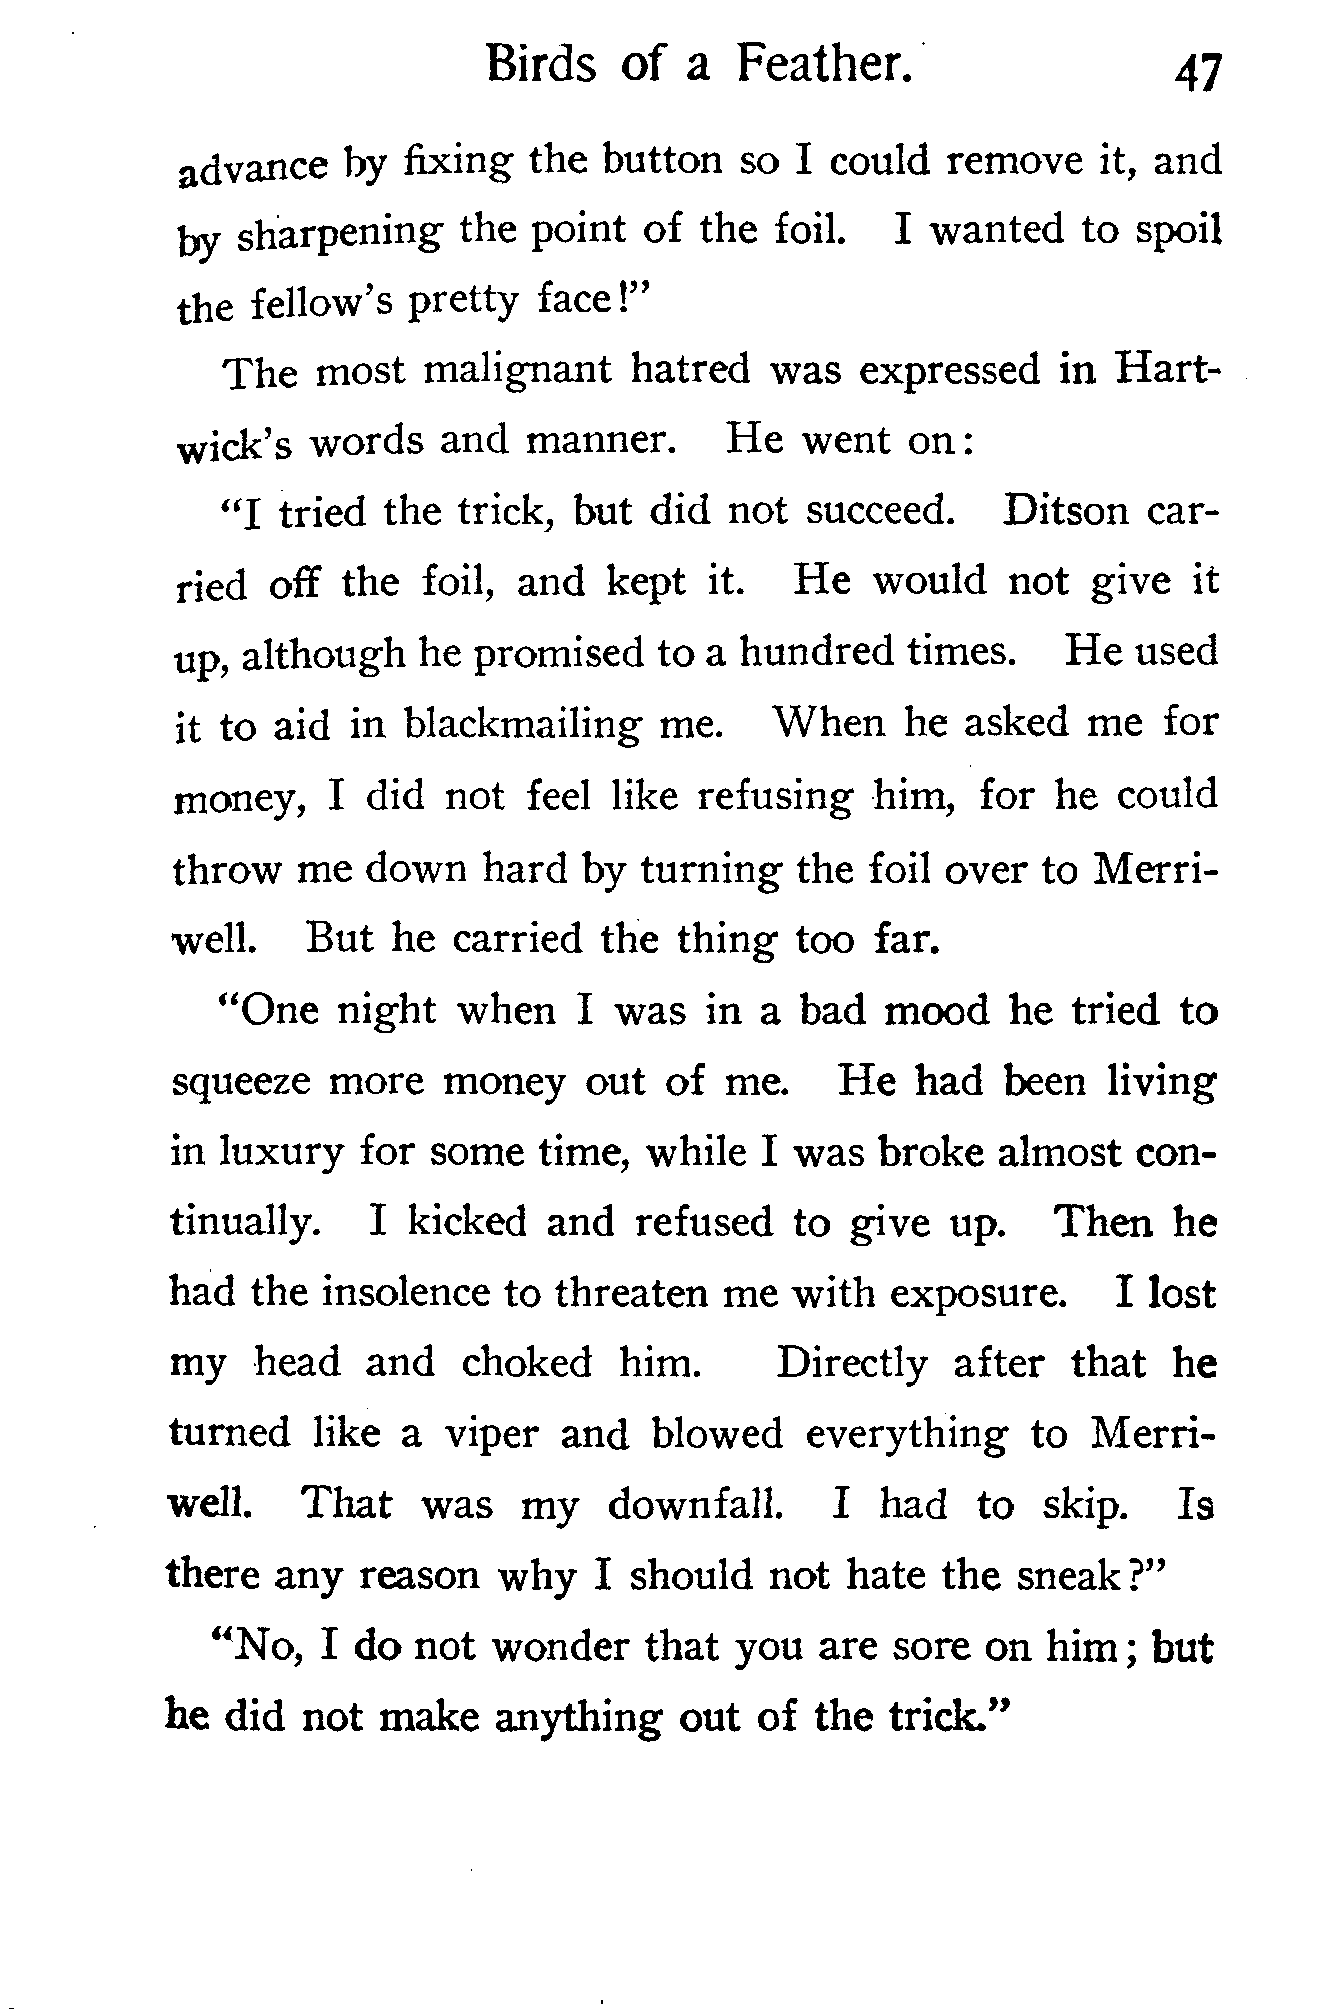 Birds of a Feather. 47
advance by fixing the button so I could remove it, and
by sharpening the point of the foil. I wanted to spoil
the fellow's pretty face!"
The most malignant hatred was expressed in Hart-
wick's words and manner. He went on:
"I tried the trick, but did not succeed. Ditson car-
ried off the foil, and kept it. He would not give it
up, although he promised to a hundred times. He used
it to aid in blackmailing me. When he asked me for
money, I did not feel like refusing him, for he could
throw me down hard by turning the foil over to Merri-
well. But he carried the thing too far.
"One night when I was in a bad mood he tried to
squeeze more money out of me. He had been living
in luxury for some time, while I was broke almost con-
tinually. I kicked and refused to give up. Then he
had the insolence to threaten me with exposure. I lost
my head and choked him. Directly after that he
turned like a viper and blowed everything to Merri-
well. That was my downfall. I had to skip. Is
there any reason why I should not hate the sneak?"
"No, I do not wonder that you are sore on him; but
he did not make anything out of the trick."